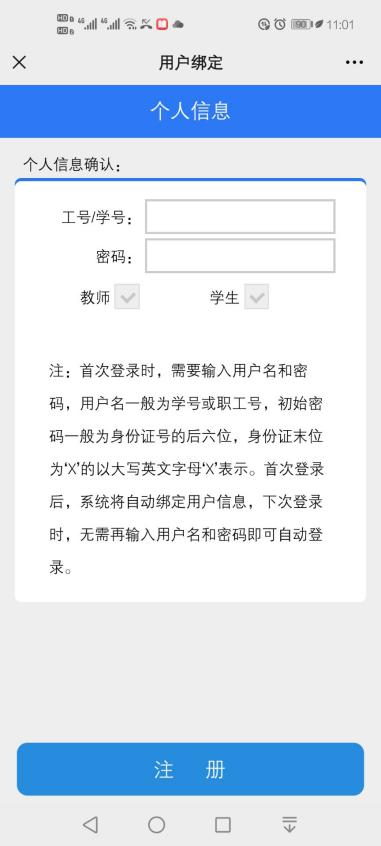 11:01
用户绑定
个人信息
个人信息确认：
工号/学号：
密码：
教师 学生
注：首次登录时，需要输入用户名和密
码，用户名一般为学号或职工号，初始密
码一般为身份证号的后六位，身份证末位
为‘X’的以大写英文字母‘X’表示。首次登录
后，系统将自动绑定用户信息，下次登录
时，无需再输入用户名和密码即可自动登
录。
注 册